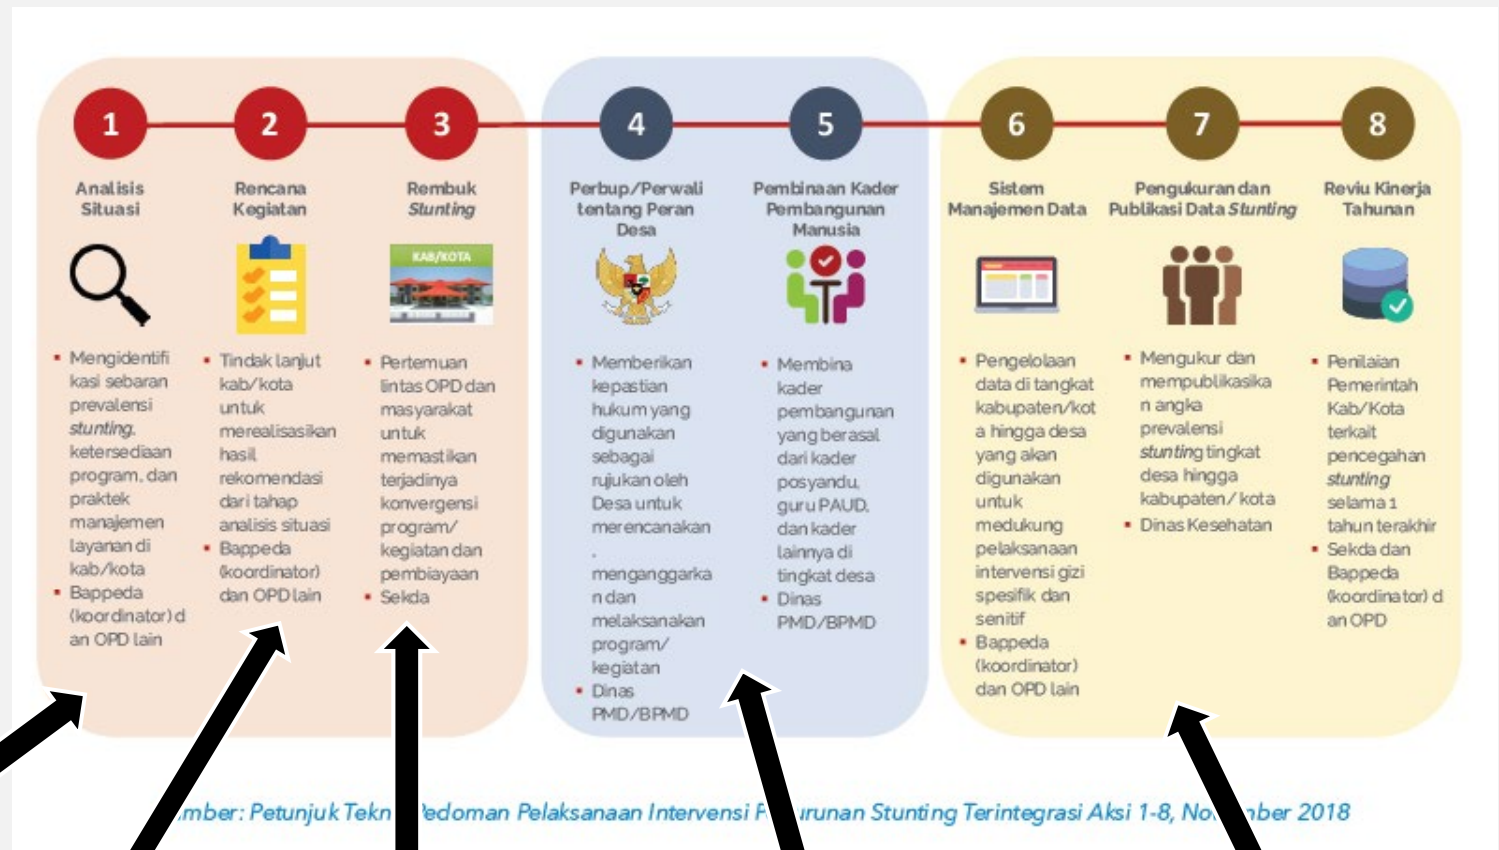 1
Analisis
Situasi
Mengidentifi
kasi sebaran
prevalensi
stunting,
ketersediaan
program, dan
praktek
manajemen
layanan di
kab/kota
Bappeda
(koordinator) d
an OPD lain
2
Rencana
Kegiatan
Tindak lanjut
kab/kota
untuk
merealisasikan
hasil
rekomendasi
dari tahap
analisis situasi
Bappeda
(koordinator)
dan OPD lain
3
Rembuk
Stunting
KAB/KOTA
Pertemuan
lintas OPD dan
masyarakat
untuk
memastikan
terjadinya
konvergensi
program/
kegiatan dan
pembiayaan
Sekda
4
Perbup/Perwali
tentang Peran
Desa
Memberikan
kepastian
hukum yang
digunakan
sebagai
rujukan oleh
Desa untuk
merencanakan
,
menganggarka
n dan
melaksanakan
program/
kegiatan
Dinas
PMD/BPMD
5
Pembinaan Kader
Pembangunan
Manusia
Membina
kader
pembangunan
yang berasal
dari kader
posyandu,
guru PAUD,
dan kader
lainnya di
tingkat desa
Dinas
PMD/BPMD
6
Sistem
Manajemen Data
Pengelolaan
data di tangkat
kabupaten/kot
a hingga desa
yang akan
digunakan
untuk
medukung
pelaksanaan
intervensi gizi
spesifik dan
senitif
Bappeda
(koordinator)
dan OPD lain
7
Pengukuran dan
Publikasi Data Stunting
Mengukur dan
mempublikasika
n angka
prevalensi
stunting tingkat
desa hingga
kabupaten/ kota
Dinas Kesehatan
8
Reviu Kinerja
Tahunan
Penilaian
Pemerintah
Kab/Kota
terkait
pencegahan
stunting
selama 1
tahun terakhir
Sekda dan
Bappeda
(koordinator) d
an OPD
Petunjuk Pedoman Pelaksanaan Intervensi Stunting Terintegrasi Aksi 1-8, 2018